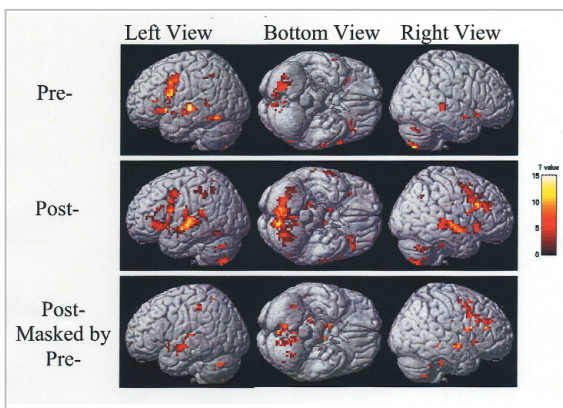 Left View Bottom View Right View
Pre-
Post-
T value
15
10
5
0
Post-
Masked by
Pre-